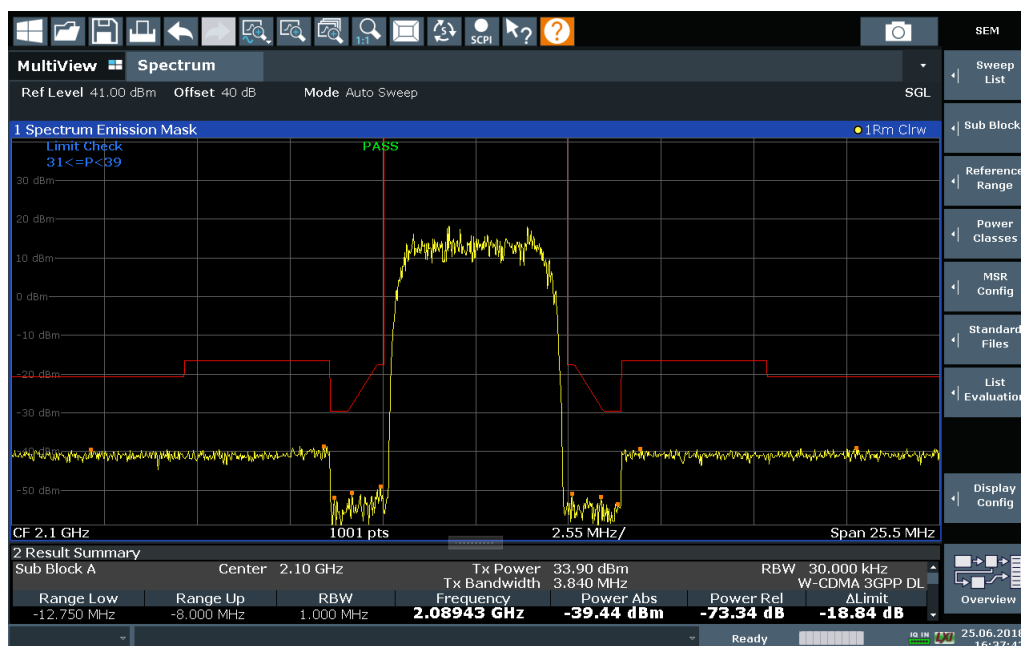 1:1
SCPI
?
?
SEM
MultiView
Spectrum
Sweep
List
Ref Level 41.00 dBm Offset 40 dB Mode Auto Sweep SGL
1 Spectrum Emission Mask 1Rm Clrw
Sub Block
Limit Check PASS
31<=P<39
Reference
Range
30 dBm
20 dBm
Power
Classes
10 dBm
MSR
Config
0 dBm
-10 dBm
Standard
Files
-20 dBm
List
Evaluation
-30 dBm
-50 dBm
Display
Config
CF 2.1 GHz 1001 pts 2.55 MHz/ Span 25.5 MHz
2 Result Summary
Sub Block A Center 2.10 GHz Tx Power 33.90 dBm RBW 30.000 kHz
Tx Bandwidth 3.840 MHz W-CDMA 3GPP DL
Range Low Range Up RBW Frequency Power Abs Power Rel ΔLimit
-12.750 MHz -8.000 MHz 1.000 MHz 2.08943 GHz -39.44 dBm -73.34 dB -18.84 dB
Overview
Ready
IQ IN
LXI
25.06.2018